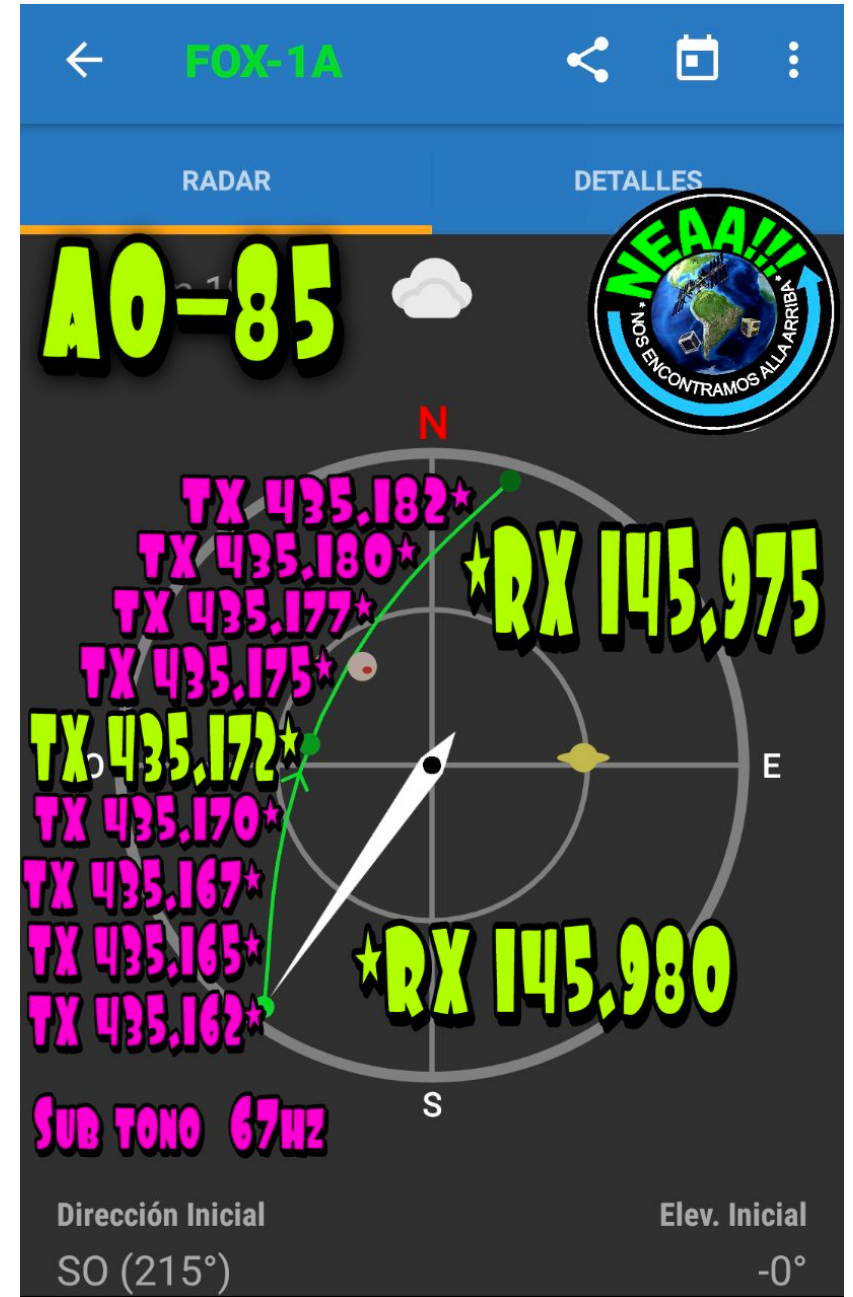 FOX-1A
RADAR
DETALLES
AO-85
NEAA!!!
* NOS ENCONTRAMOS ALLA ARRIBA *
N
TX 435.182*
TX 435.180*
*RX 145.975
TX 435.177*
TX 435.175*
TX 435.172*
E
TX 435.170*
TX 435.167*
TX 435.165*
*RX 145.980
TX 435.162*
S
SUB TONO 67HZ
Dirección Inicial
Elev. Inicial
SO (215°)
-0°